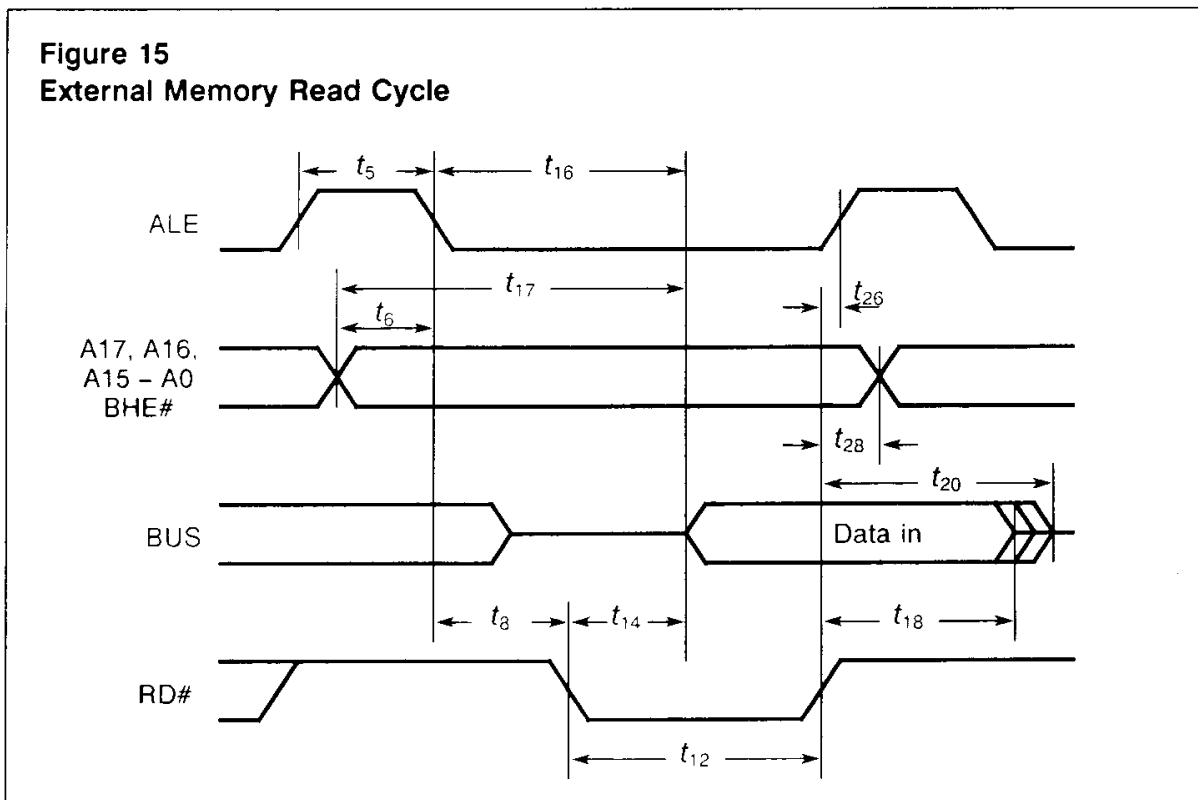 Figure 15
External Memory Read Cycle
t5
t16
ALE
t17
t26
t6
A17, A16,
A15 – A0
BHE#
t28
t20
BUS
Data in
t8
t14
t18
RD#
t12